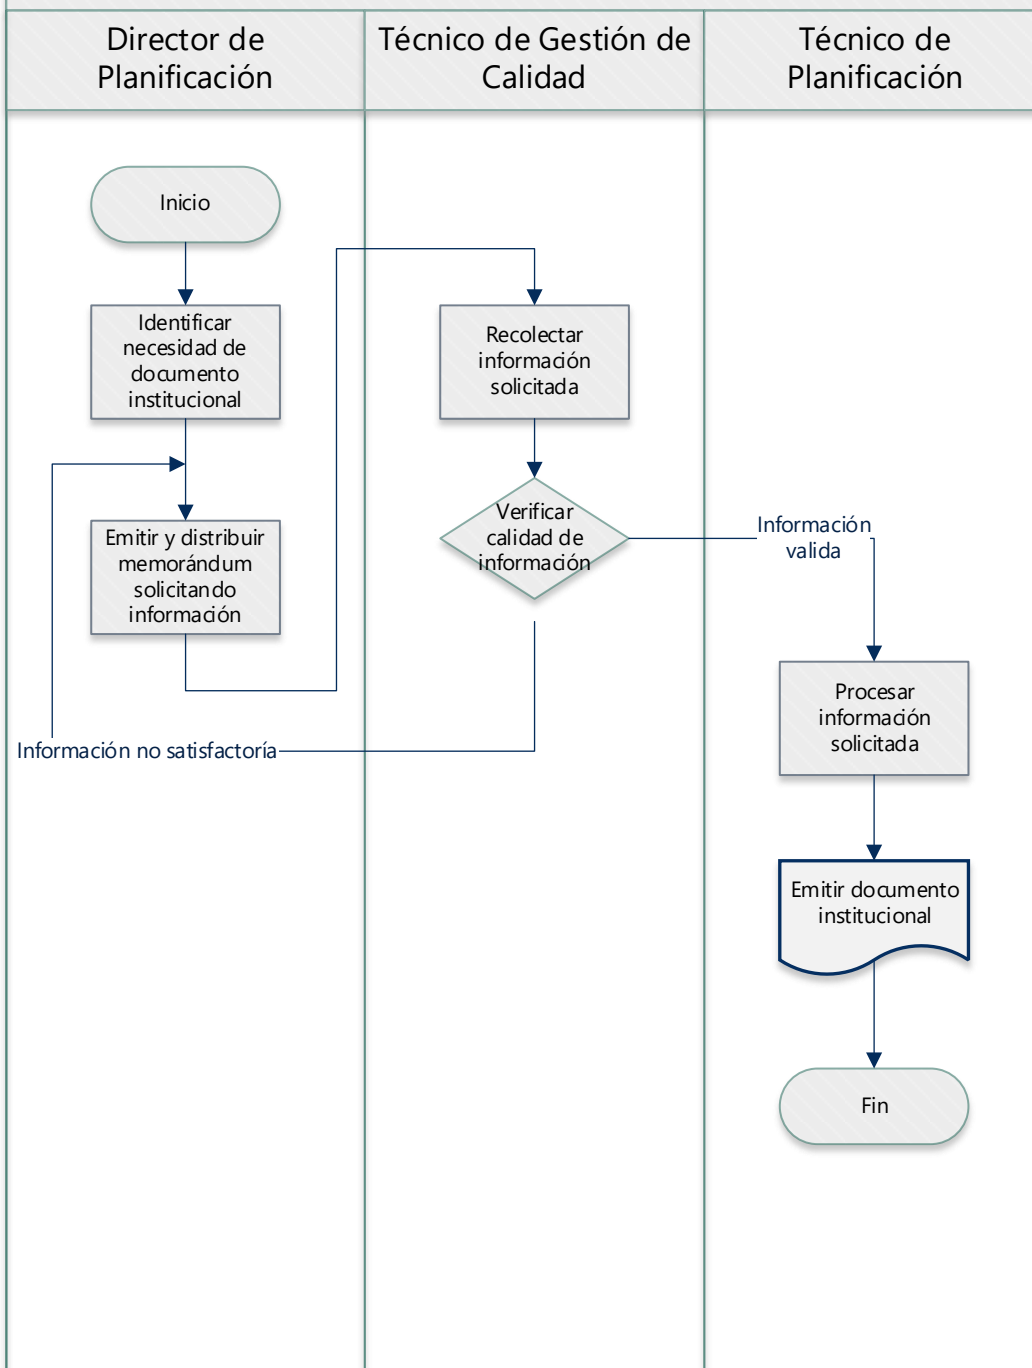 Director de
Planificación
Técnico de Gestión de
Calidad
Técnico de
Planificación
Inicio
Identificar
necesidad de
documento
institucional
Emitir y distribuir
memorándum
solicitando
información
Recolectar
información
solicitada
Verificar
calidad de
información
Información
valida
Información no satisfactoría
Procesar
información
solicitada
Emitir documento
institucional
Fin